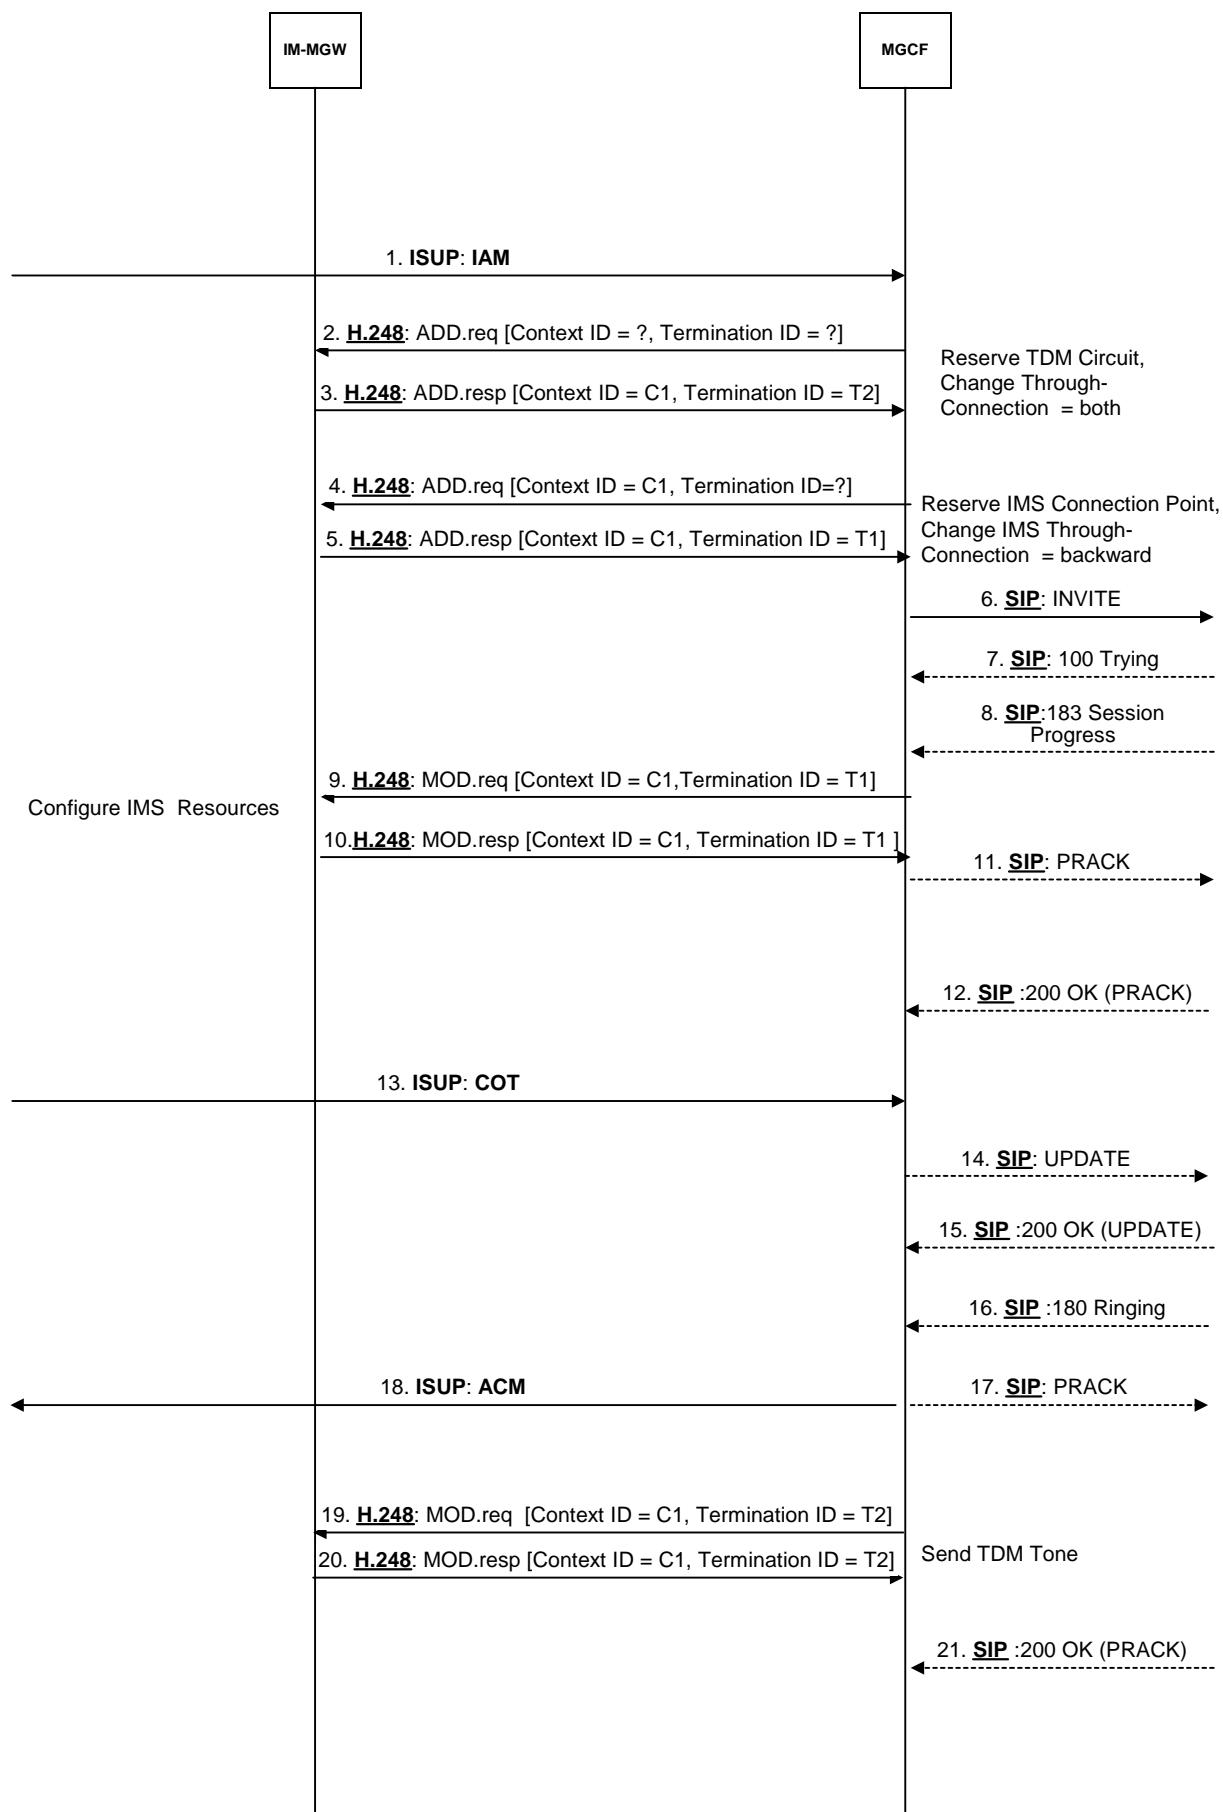 IM-MGW
MGCF
1. ISUP: IAM
2. H.248: ADD.req [Context ID = ?, Termination ID = ?]
Reserve TDM Circuit,
Change Through-
Connection = both
3. H.248: ADD.resp [Context ID = C1, Termination ID = T2]
4. H.248: ADD.req [Context ID = C1, Termination ID=?]
Reserve IMS Connection Point,
Change IMS Through-
Connection = backward
5. H.248: ADD.resp [Context ID = C1, Termination ID = T1]
6. SIP: INVITE
7. SIP: 100 Trying
8. SIP:183 Session
Progress
9. H.248: MOD.req [Context ID = C1,Termination ID = T1]
Configure IMS Resources
10.H.248: MOD.resp [Context ID = C1, Termination ID = T1 ]
11. SIP: PRACK
12. SIP :200 OK (PRACK)
13. ISUP: COT
14. SIP: UPDATE
15. SIP :200 OK (UPDATE)
16. SIP :180 Ringing
18. ISUP: ACM
17. SIP: PRACK
19. H.248: MOD.req [Context ID = C1, Termination ID = T2]
20. H.248: MOD.resp [Context ID = C1, Termination ID = T2]
Send TDM Tone
21. SIP :200 OK (PRACK)